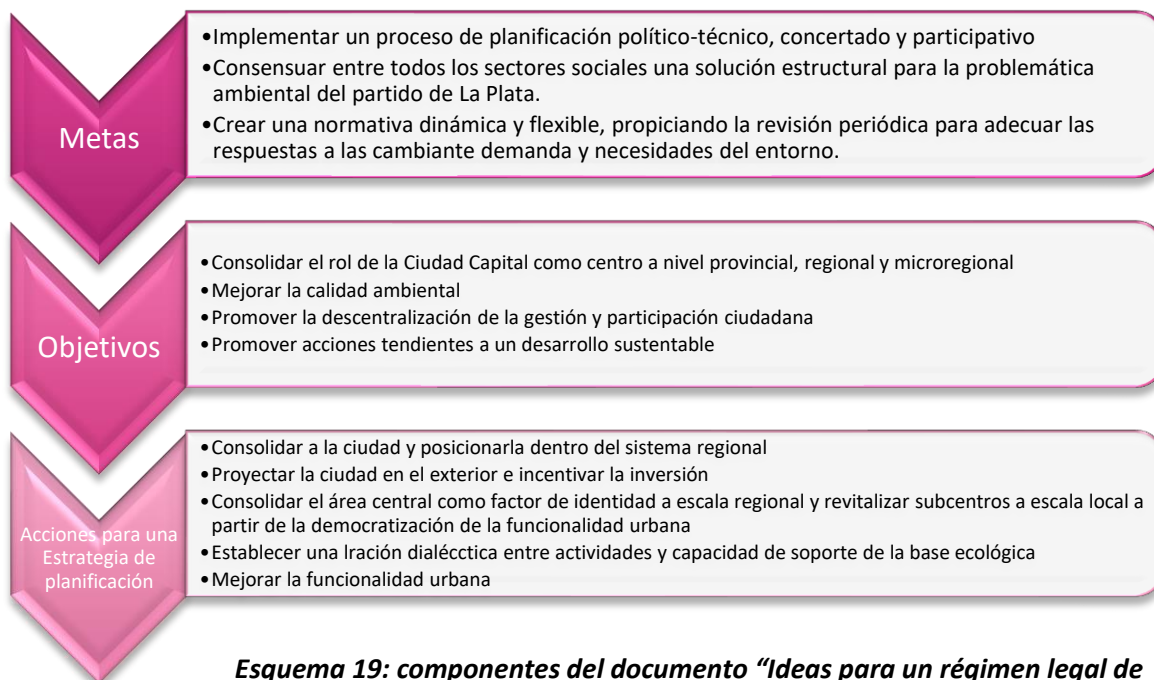 Metas
•Implementar un proceso de planificación político-técnico, concertado y participativo
•Consensuar entre todos los sectores sociales una solución estructural para la problemática
ambiental del partido de La Plata.
•Crear una normativa dinámica y flexible, propiciando la revisión periódica para adecuar las
respuestas a las cambiante demanda y necesidades del entorno.
Objetivos
•Consolidar el rol de la Ciudad Capital como centro a nivel provincial, regional y microregional
•Mejorar la calidad ambiental
•Promover la descentralización de la gestión y participación ciudadana
•Promover acciones tendientes a un desarrollo sustentable
Acciones para una
Estrategia de
planificación
•Consolidar a la ciudad y posicionarla dentro del sistema regional
•Proyectar la ciudad en el exterior e incentivar la inversión
•Consolidar el área central como factor de identidad a escala regional y revitalizar subcentros a escala local a
partir de la democratización de la funcionalidad urbana
•Establecer una lración dialécctica entre actividades y capacidad de soporte de la base ecológica
•Mejorar la funcionalidad urbana
Esquema 19: componentes del documento “Ideas para un régimen legal de